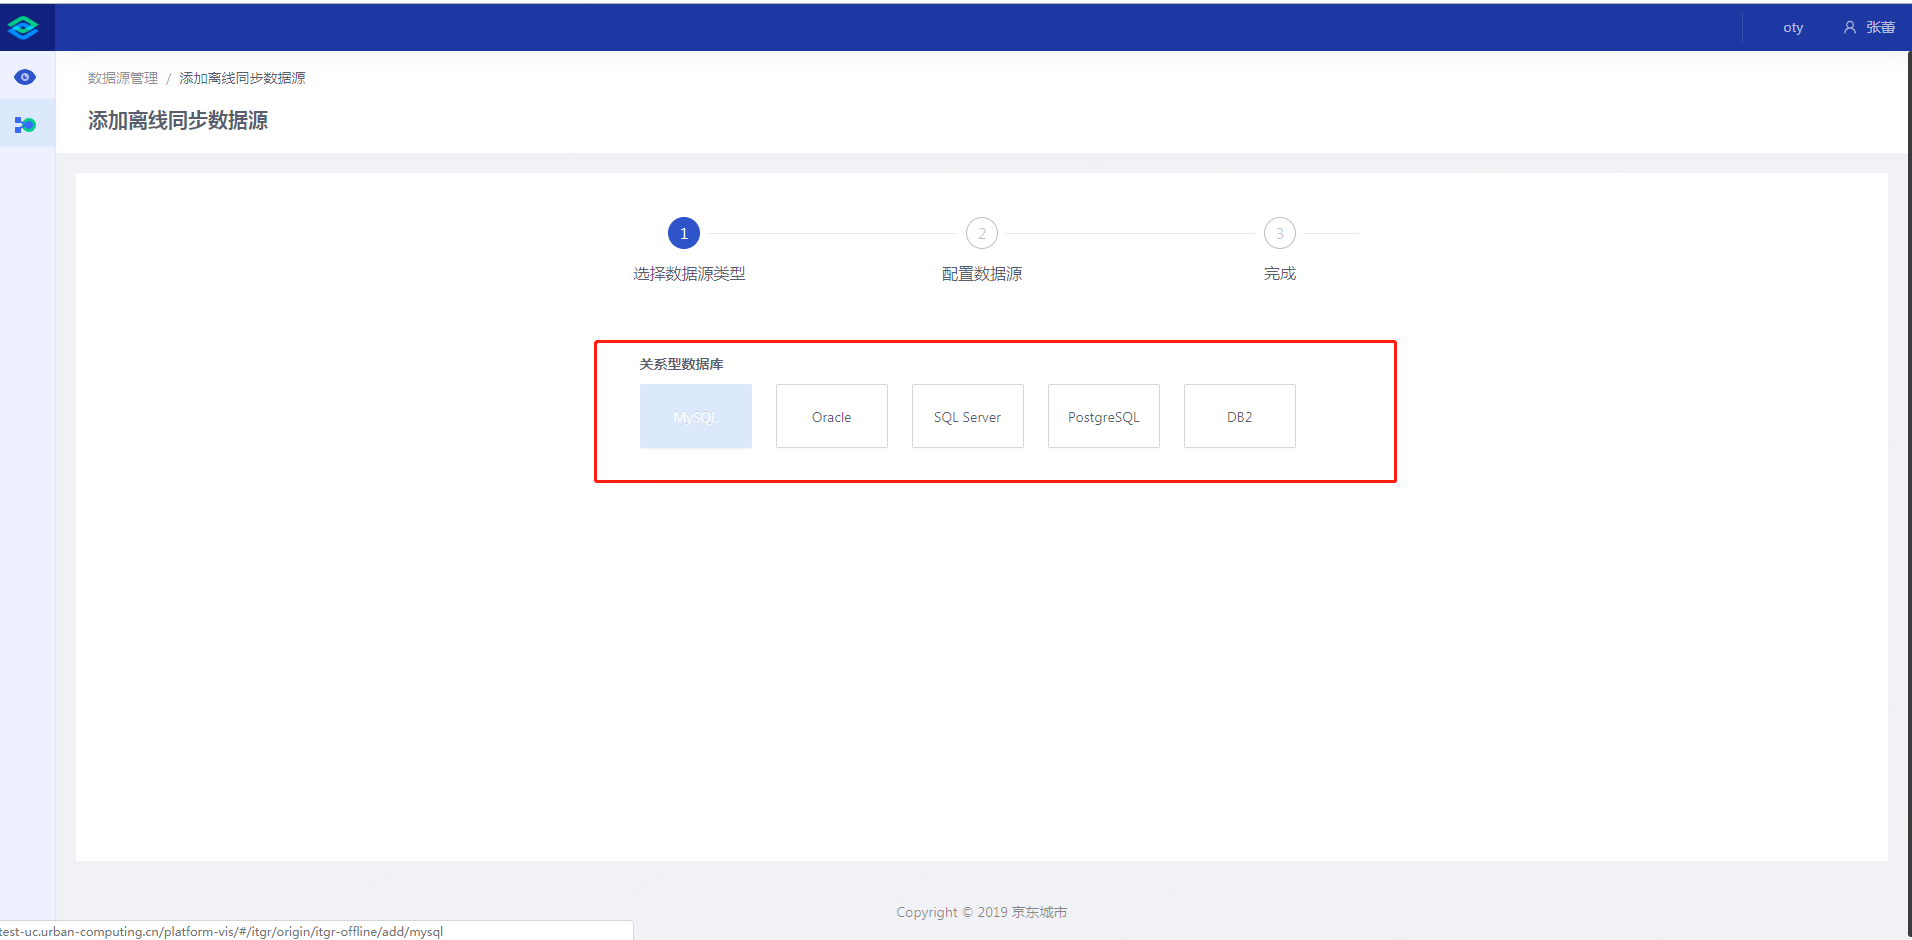 oty 张蕾
数据源管理 / 添加离线同步数据源
添加离线同步数据源
1 2 3
选择数据源类型 配置数据源 完成
关系型数据库
MySQL Oracle SQL Server PostgreSQL DB2
Copyright © 2019 京东城市
test-uc.urban-computing.cn/platform-vis/#/itgr/origin/itgr-offline/add/mysql